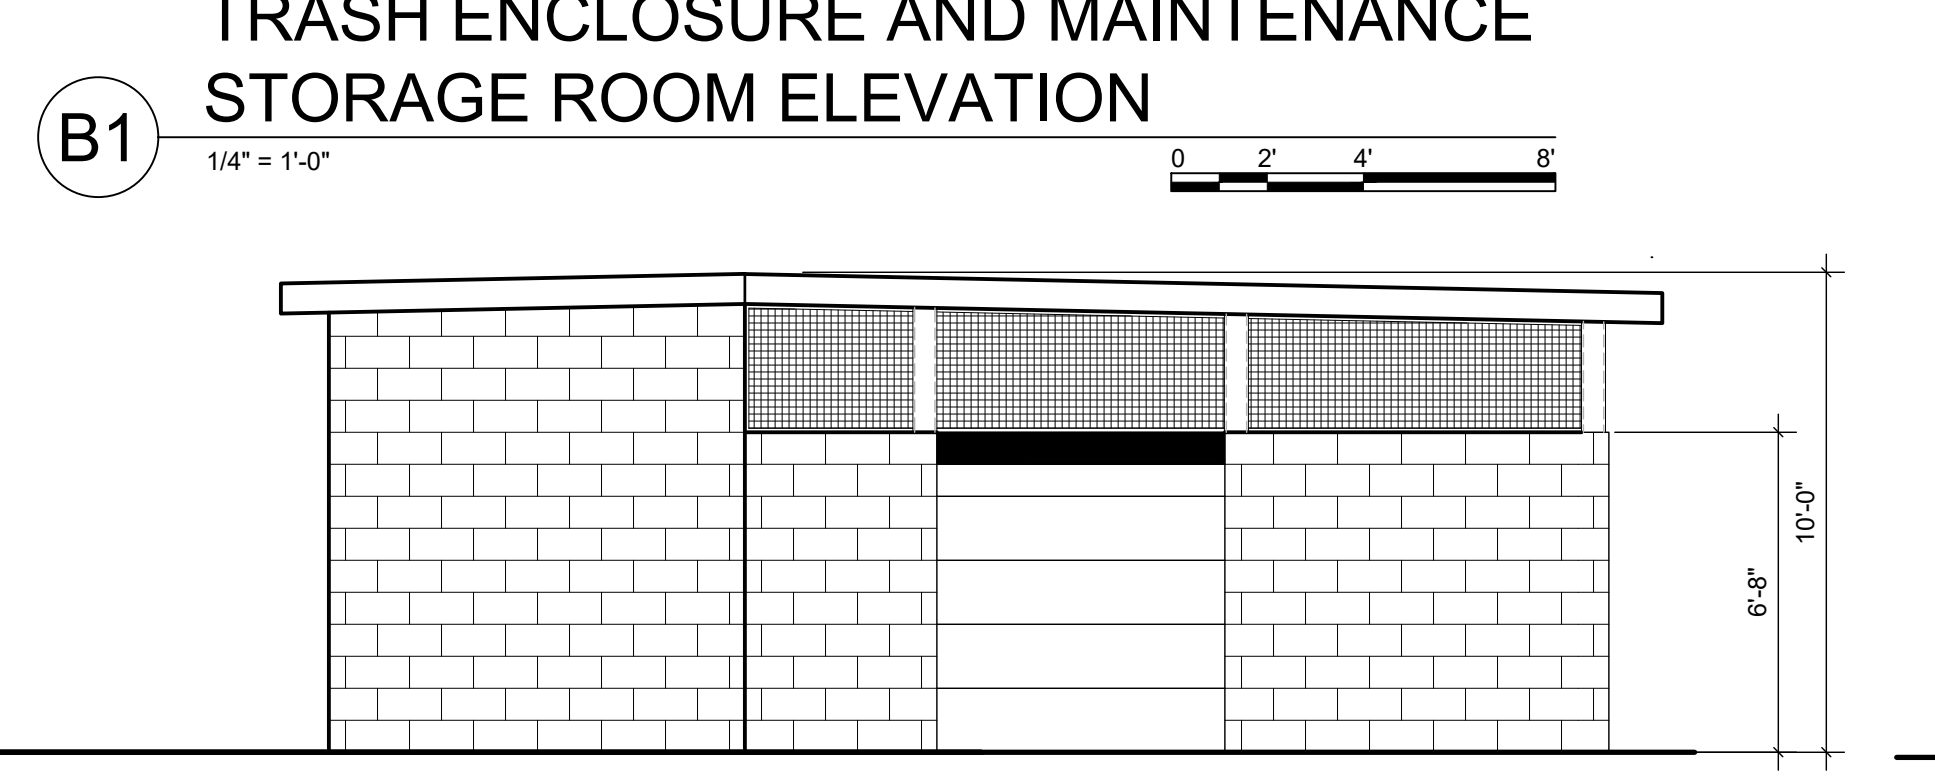 TRASH ENCLOSURE AND MAINTENANCE
STORAGE ROOM ELEVATION
B1
1/4" = 1'-0"
0 2' 4' 8'
10'-0"
6'-8"